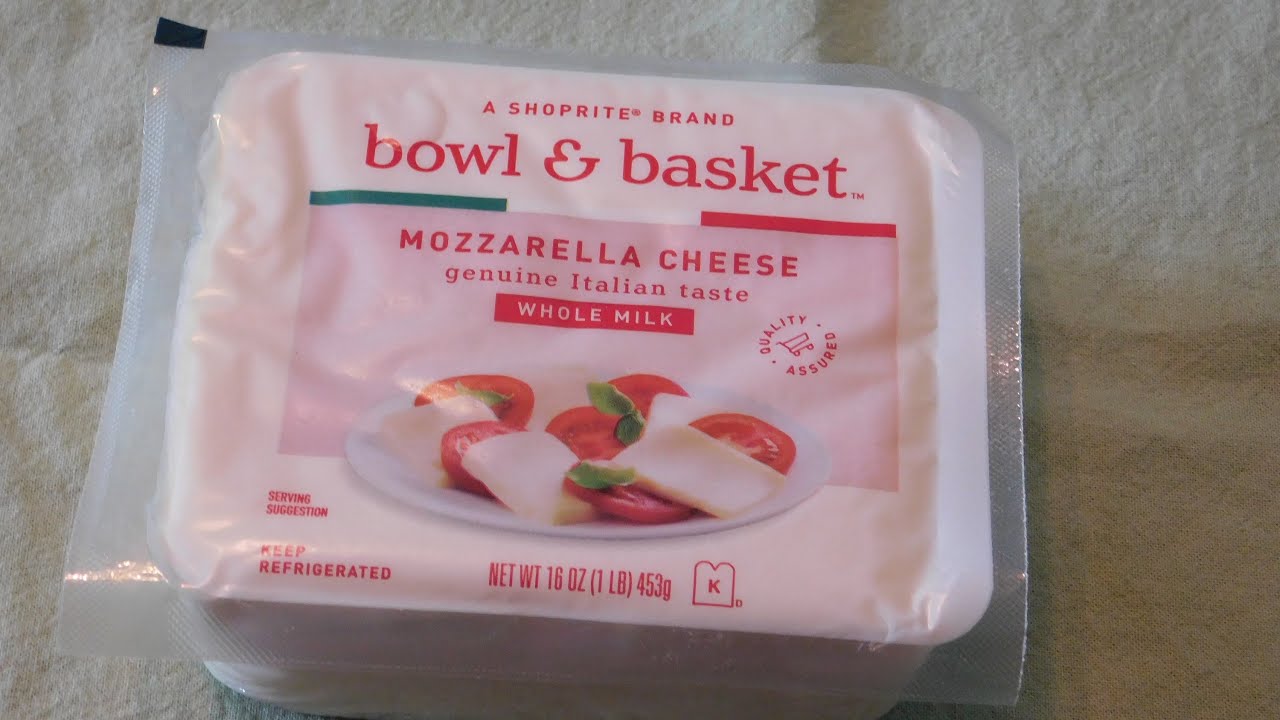 A SHOPRITE® BRAND
bowl & basket™
MOZZARELLA CHEESE
genuine Italian taste
WHOLE MILK
· QUALITY ·
ASSURED
SERVING
SUGGESTION
KEEP
REFRIGERATED
NET WT 16 OZ (1 LB) 453g
K D